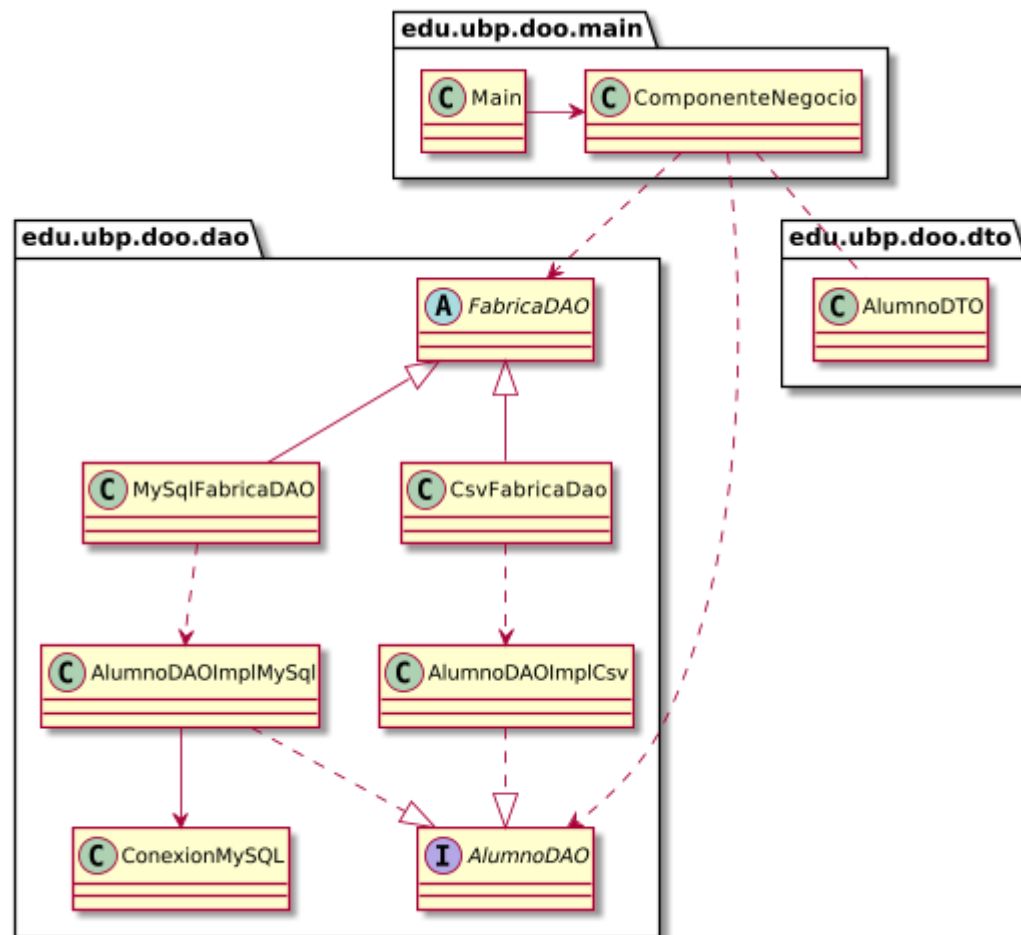 edu.ubp.doo.main
C Main
C ComponenteNegocio
edu.ubp.doo.dao
edu.ubp.doo.dto
A FabricaDAO
C AlumnoDTO
C MySqlFabricaDAO
C CsvFabricaDao
C AlumnoDAOImplMySql
C AlumnoDAOImplCsv
C ConexionMySQL
I AlumnoDAO